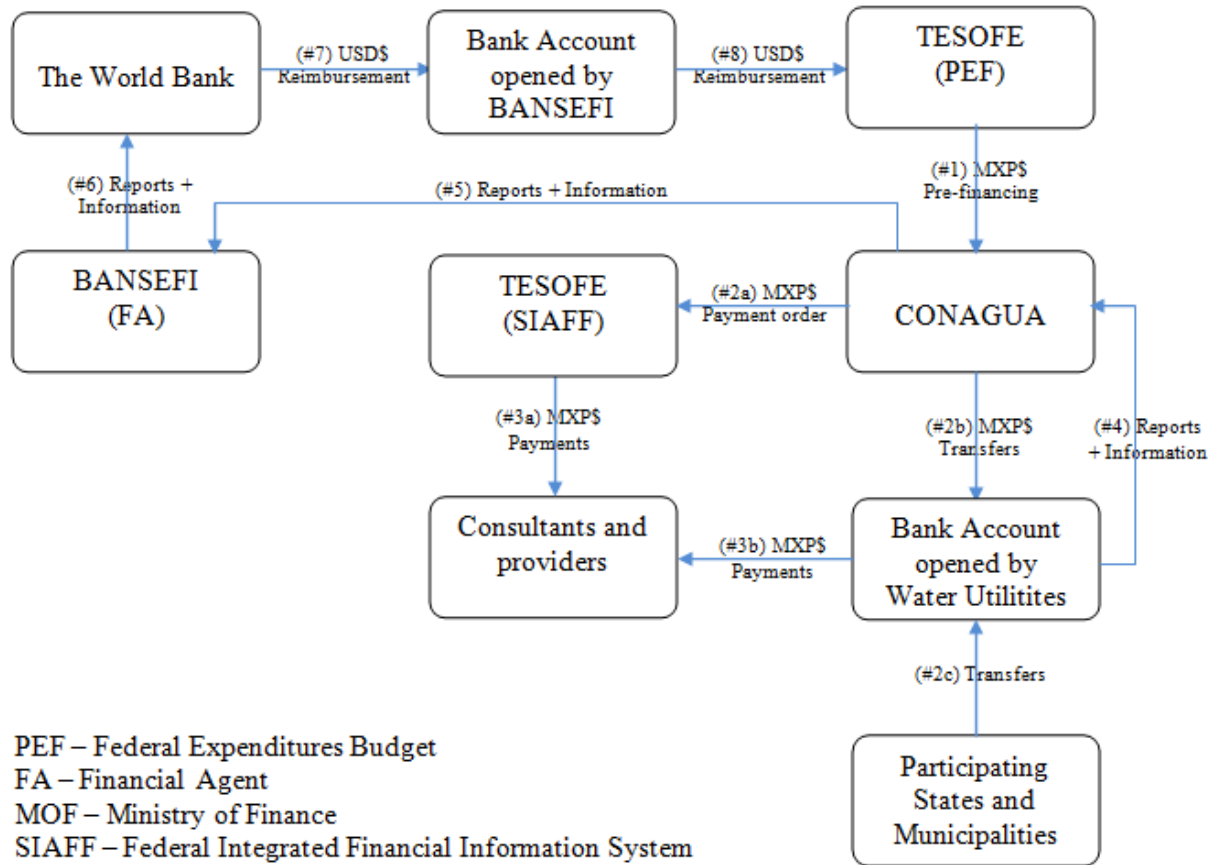 The World Bank
(#7) USD$
Reimbursement
Bank Account
opened by
BANSEFI
(#8) USD$
Reimbursement
TESOFE
(PEF)
(#6) Reports +
Information
(#5) Reports + Information
(#1) MXP$
Pre-financing
BANSEFI
(FA)
TESOFE
(SIAFF)
(#2a) MXP$
Payment order
CONAGUA
(#3a) MXP$
Payments
(#2b) MXP$
Transfers
(#4) Reports
+ Information
Consultants and
providers
(#3b) MXP$
Payments
Bank Account
opened by
Water Utilitites
(#2c) Transfers
Participating
States and
Municipalities
PEF – Federal Expenditures Budget
FA – Financial Agent
MOF – Ministry of Finance
SIAFF – Federal Integrated Financial Information System